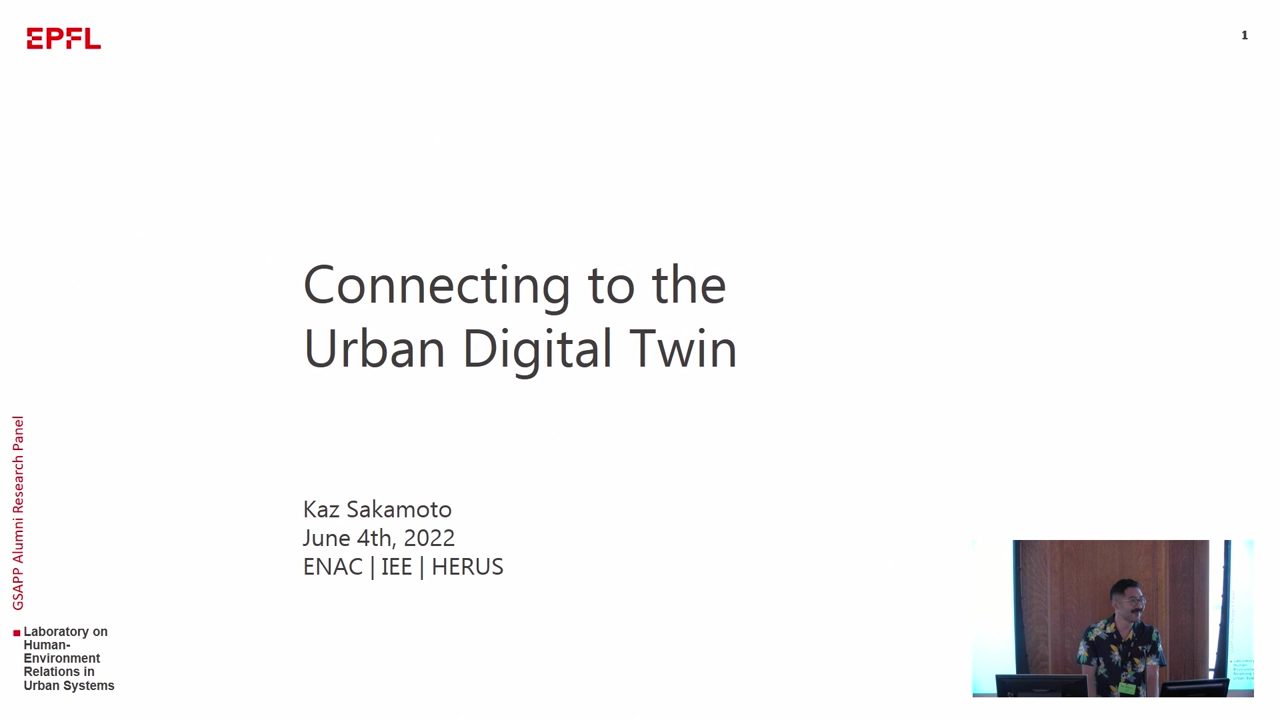 EPFL
1
Connecting to the
Urban Digital Twin
Kaz Sakamoto
June 4th, 2022
ENAC | IEE | HERUS
GSAPP Alumni Research Panel
Laboratory on
Human-
Environment
Relations in
Urban Systems